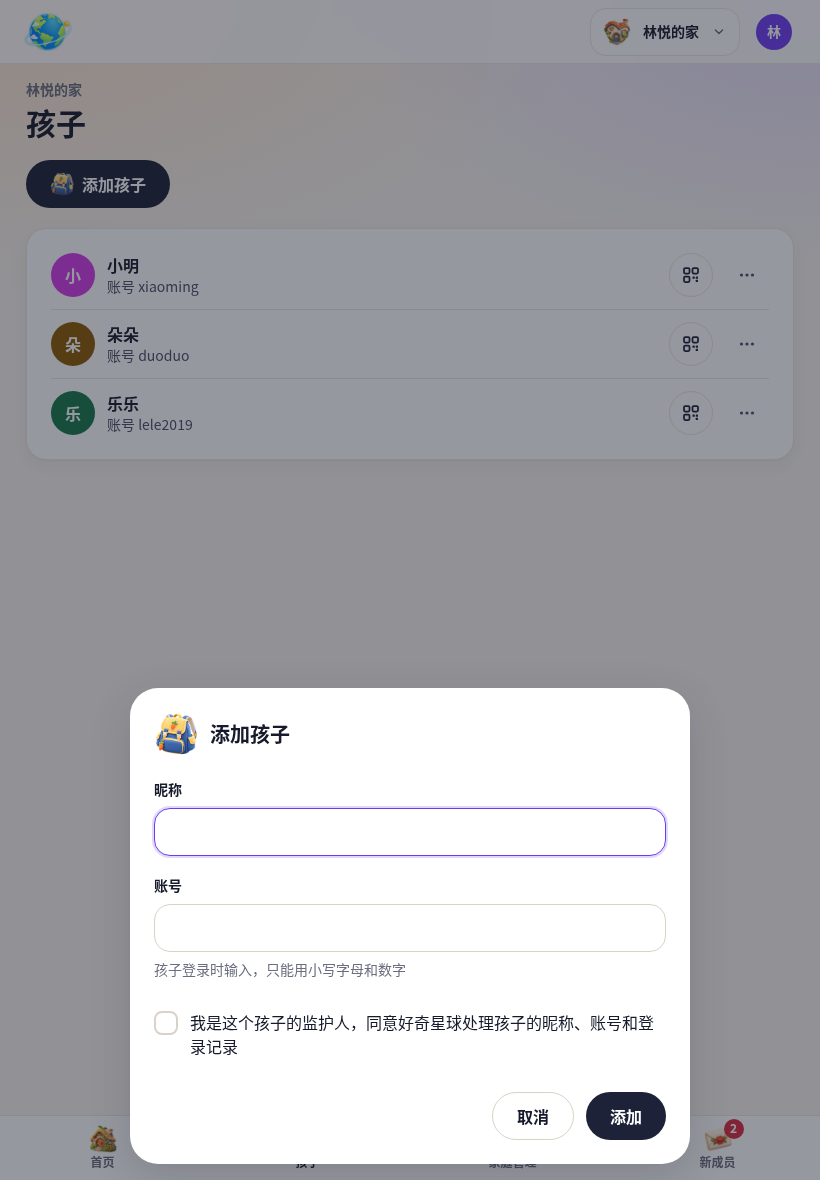 林悦的家
林
林悦的家
孩子
添加孩子
小
小明
账号 xiaoming
朵
朵朵
账号 duoduo
乐
乐乐
账号 lele2019
添加孩子
昵称
账号
孩子登录时输入，只能用小写字母和数字
我是这个孩子的监护人，同意好奇星球处理孩子的昵称、账号和登
录记录
取消
添加
首页
2
新成员